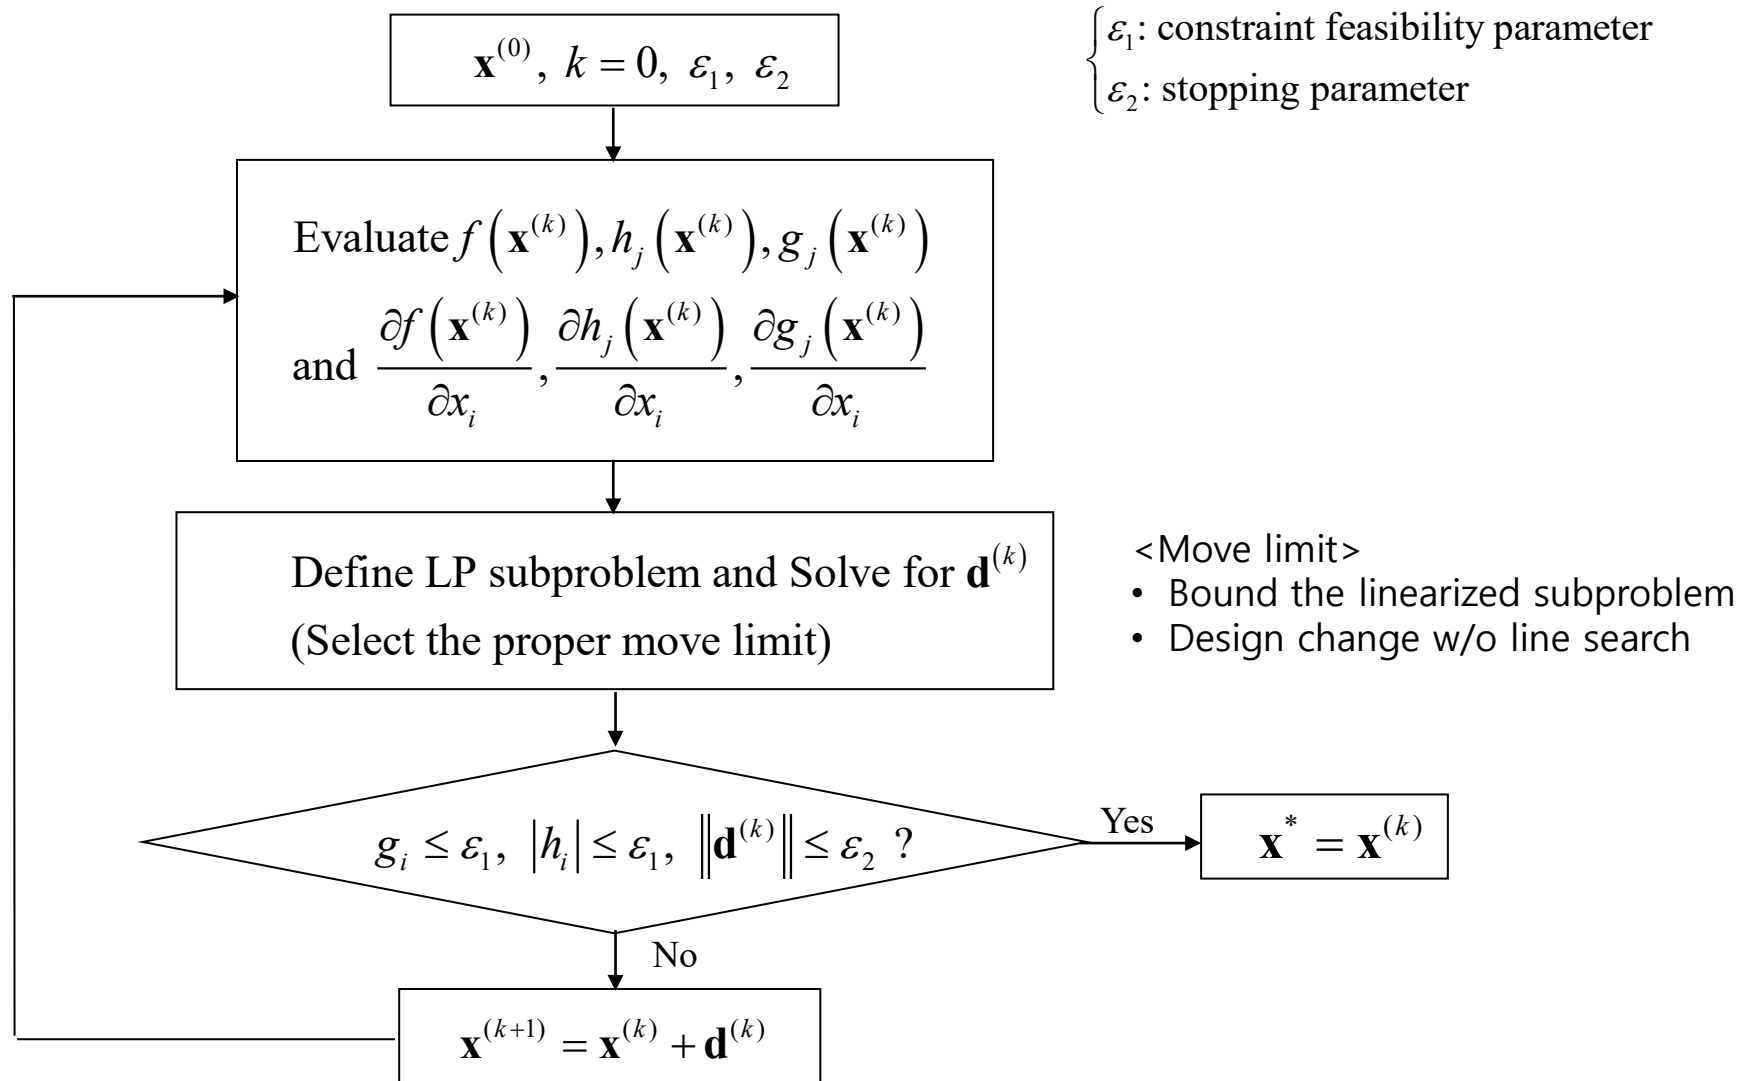 𝐱^(0), k = 0, ε₁, ε₂
ε₁: constraint feasibility parameter
ε₂: stopping parameter
Evaluate f(𝐱^(k)), h_j(𝐱^(k)), g_j(𝐱^(k))
and ∂f(𝐱^(k))/∂x_i, ∂h_j(𝐱^(k))/∂x_i, ∂g_j(𝐱^(k))/∂x_i
Define LP subproblem and Solve for 𝐝^(k)
(Select the proper move limit)
<Move limit>
• Bound the linearized subproblem
• Design change w/o line search
g_i ≤ ε₁, |h_i| ≤ ε₁, ‖𝐝^(k)‖ ≤ ε₂ ?
Yes
𝐱^* = 𝐱^(k)
No
𝐱^(k+1) = 𝐱^(k) + 𝐝^(k)